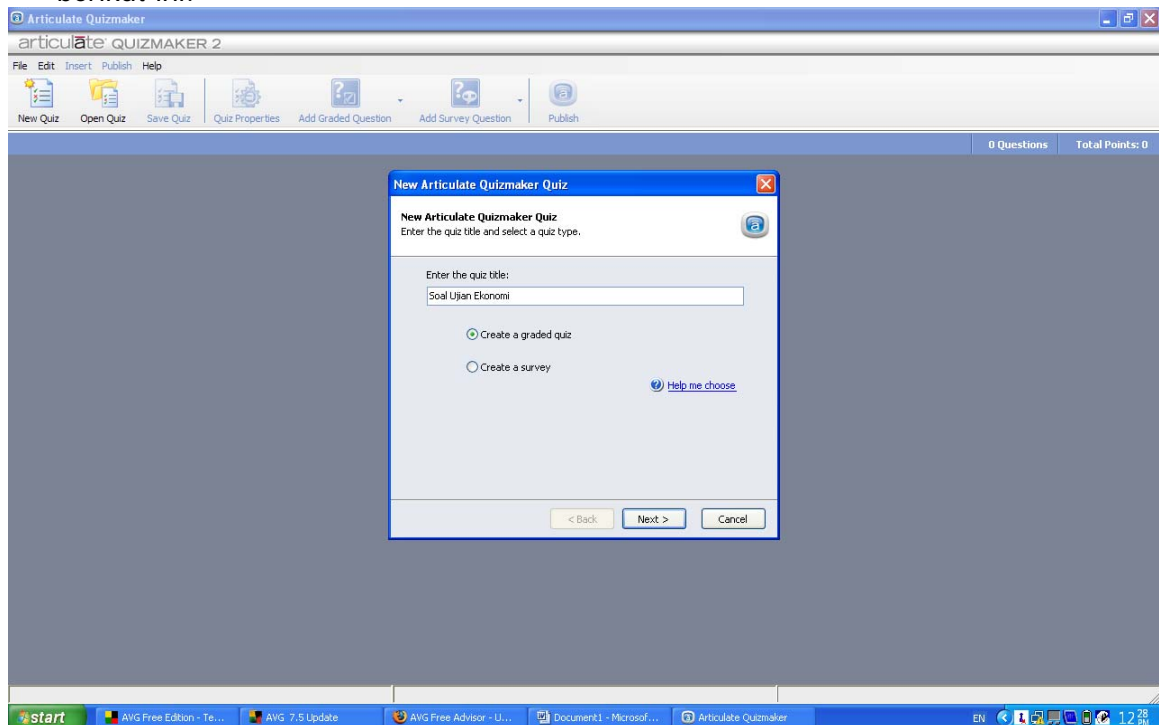 Articulate Quizmaker
articulāte QUIZMAKER 2
File Edit Insert Publish Help
New Quiz Open Quiz Save Quiz Quiz Properties Add Graded Question Add Survey Question Publish
0 Questions Total Points: 0
New Articulate Quizmaker Quiz
New Articulate Quizmaker Quiz
Enter the quiz title and select a quiz type.
Enter the quiz title:
Soal Ujian Ekonomi
Create a graded quiz
Create a survey
Help me choose
< Back Next > Cancel
start AVG Free Edition - Te... AVG 7.5 Update AVG Free Advisor - U... Document1 - Microsof... Articulate Quizmaker EN 12 28 PM